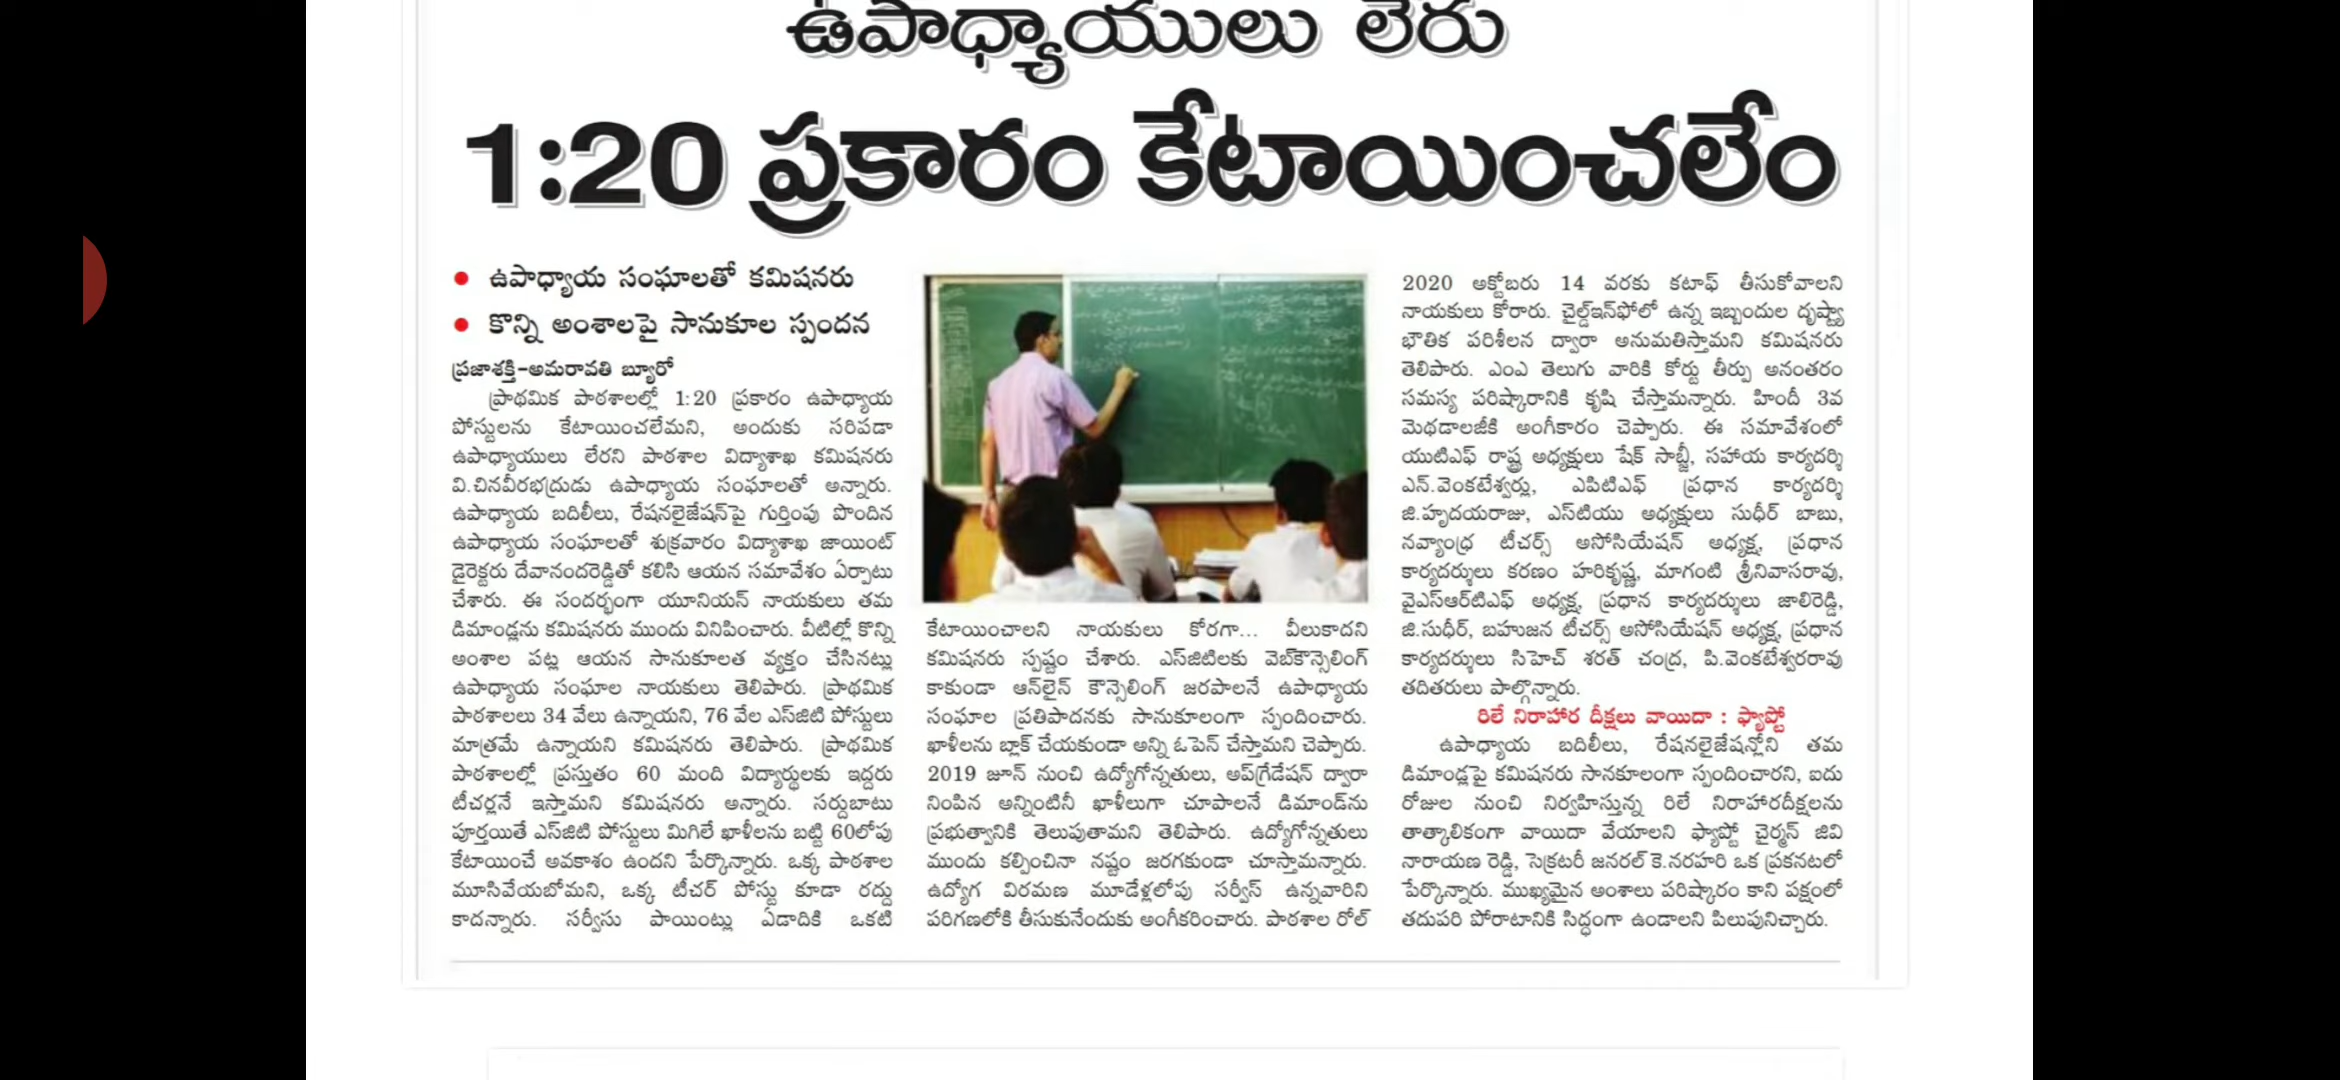 ఉపాధ్యాయులు లేరు
1:20 ప్రకారం కేటాయించలేం
• ఉపాధ్యాయ సంఘాలతో కమిషనరు
• కొన్ని అంశాలపై సానుకూల స్పందన
ప్రజాశక్తి-అమరావతి బ్యూరో
ప్రాథమిక పాఠశాలల్లో 1:20 ప్రకారం ఉపాధ్యాయ
పోస్టులను కేటాయించలేమని, అందుకు సరిపడా
ఉపాధ్యాయులు లేరని పాఠశాల విద్యాశాఖ కమిషనరు
వి.చినవీరభద్రుడు ఉపాధ్యాయ సంఘాలతో అన్నారు.
ఉపాధ్యాయ బదిలీలు, రేషనలైజేషన్‌పై గుర్తింపు పొందిన
ఉపాధ్యాయ సంఘాలతో శుక్రవారం విద్యాశాఖ జాయింట్
డైరెక్టరు దేవానందరెడ్డితో కలిసి ఆయన సమావేశం ఏర్పాటు
చేశారు. ఈ సందర్భంగా యూనియన్ నాయకులు తమ
డిమాండ్లను కమిషనరు ముందు వినిపించారు. వీటిల్లో కొన్ని
అంశాల పట్ల ఆయన సానుకూలత వ్యక్తం చేసినట్లు
ఉపాధ్యాయ సంఘాల నాయకులు తెలిపారు. ప్రాథమిక
పాఠశాలలు 34 వేలు ఉన్నాయని, 76 వేల ఎస్‌జిటి పోస్టులు
మాత్రమే ఉన్నాయని కమిషనరు తెలిపారు. ప్రాథమిక
పాఠశాలల్లో ప్రస్తుతం 60 మంది విద్యార్థులకు ఇద్దరు
టీచర్లనే ఇస్తామని కమిషనరు అన్నారు. సర్దుబాటు
పూర్తయితే ఎస్‌జిటి పోస్టులు మిగిలే ఖాళీలను బట్టి 60లోపు
కేటాయించే అవకాశం ఉందని పేర్కొన్నారు. ఒక్క పాఠశాల
మూసివేయబోమని, ఒక్క టీచర్ పోస్టు కూడా రద్దు
కాదన్నారు. సర్వీసు పాయింట్లు ఏడాదికి ఒకటి
కేటాయించాలని నాయకులు కోరగా... వీలుకాదని
కమిషనరు స్పష్టం చేశారు. ఎస్‌జిటిలకు వెబ్‌కౌన్సెలింగ్
కాకుండా ఆన్‌లైన్ కౌన్సెలింగ్ జరపాలనే ఉపాధ్యాయ
సంఘాల ప్రతిపాదనకు సానుకూలంగా స్పందించారు.
ఖాళీలను బ్లాక్ చేయకుండా అన్ని ఓపెన్ చేస్తామని చెప్పారు.
2019 జూన్ నుంచి ఉద్యోగోన్నతులు, అప్‌గ్రేడేషన్ ద్వారా
నింపిన అన్నింటినీ ఖాళీలుగా చూపాలనే డిమాండ్‌ను
ప్రభుత్వానికి తెలుపుతామని తెలిపారు. ఉద్యోగోన్నతులు
ముందు కల్పించినా నష్టం జరగకుండా చూస్తామన్నారు.
ఉద్యోగ విరమణ మూడేళ్లలోపు సర్వీస్ ఉన్నవారిని
పరిగణలోకి తీసుకునేందుకు అంగీకరించారు. పాఠశాల రోల్
2020 అక్టోబరు 14 వరకు కటాఫ్ తీసుకోవాలని
నాయకులు కోరారు. చైల్డ్‌ఇన్‌ఫోలో ఉన్న ఇబ్బందుల దృష్ట్యా
భౌతిక పరిశీలన ద్వారా అనుమతిస్తామని కమిషనరు
తెలిపారు. ఎంఎ తెలుగు వారికి కోర్టు తీర్పు అనంతరం
సమస్య పరిష్కారానికి కృషి చేస్తామన్నారు. హిందీ 3వ
మెథడాలజీకి అంగీకారం చెప్పారు. ఈ సమావేశంలో
యుటిఎఫ్ రాష్ట్ర అధ్యక్షులు షేక్ సాబ్జీ, సహాయ కార్యదర్శి
ఎన్.వెంకటేశ్వర్లు, ఎపిటిఎఫ్ ప్రధాన కార్యదర్శి
జి.హృదయరాజు, ఎస్‌టియు అధ్యక్షులు సుధీర్ బాబు,
నవ్యాంధ్ర టీచర్స్ అసోసియేషన్ అధ్యక్ష, ప్రధాన
కార్యదర్శులు కరణం హరికృష్ణ, మాగంటి శ్రీనివాసరావు,
వైఎస్ఆర్‌టిఎఫ్ అధ్యక్ష, ప్రధాన కార్యదర్శులు జాలిరెడ్డి,
జి.సుధీర్, బహుజన టీచర్స్ అసోసియేషన్ అధ్యక్ష, ప్రధాన
కార్యదర్శులు సిహెచ్ శరత్ చంద్ర, పి.వెంకటేశ్వరరావు
తదితరులు పాల్గొన్నారు.
రిలే నిరాహార దీక్షలు వాయిదా : ఫ్యాప్టో
ఉపాధ్యాయ బదిలీలు, రేషనలైజేషన్లోని తమ
డిమాండ్లపై కమిషనరు సానకూలంగా స్పందించారని, ఐదు
రోజుల నుంచి నిర్వహిస్తున్న రిలే నిరాహారదీక్షలను
తాత్కాలికంగా వాయిదా వేయాలని ఫ్యాప్టో చైర్మన్ జివి
నారాయణ రెడ్డి, సెక్రటరీ జనరల్ కె.నరహరి ఒక ప్రకనటలో
పేర్కొన్నారు. ముఖ్యమైన అంశాలు పరిష్కారం కాని పక్షంలో
తదుపరి పోరాటానికి సిద్ధంగా ఉండాలని పిలుపునిచ్చారు.